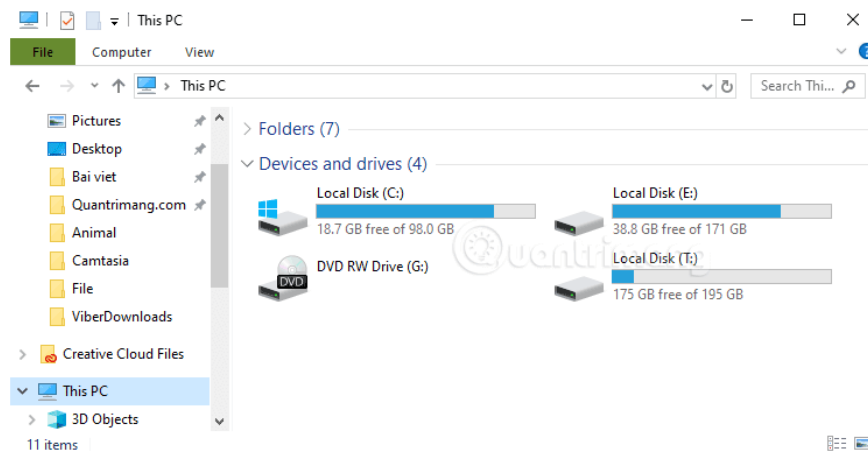 This PC
File Computer View
This PC
Search Thi...
Pictures
Desktop
Bai viet
Quantrimang.com
Animal
Camtasia
File
ViberDownloads
Creative Cloud Files
This PC
3D Objects
Folders (7)
Devices and drives (4)
Local Disk (C:)
18.7 GB free of 98.0 GB
Local Disk (E:)
38.8 GB free of 171 GB
DVD RW Drive (G:)
DVD
Local Disk (T:)
175 GB free of 195 GB
Quantrimang
11 items